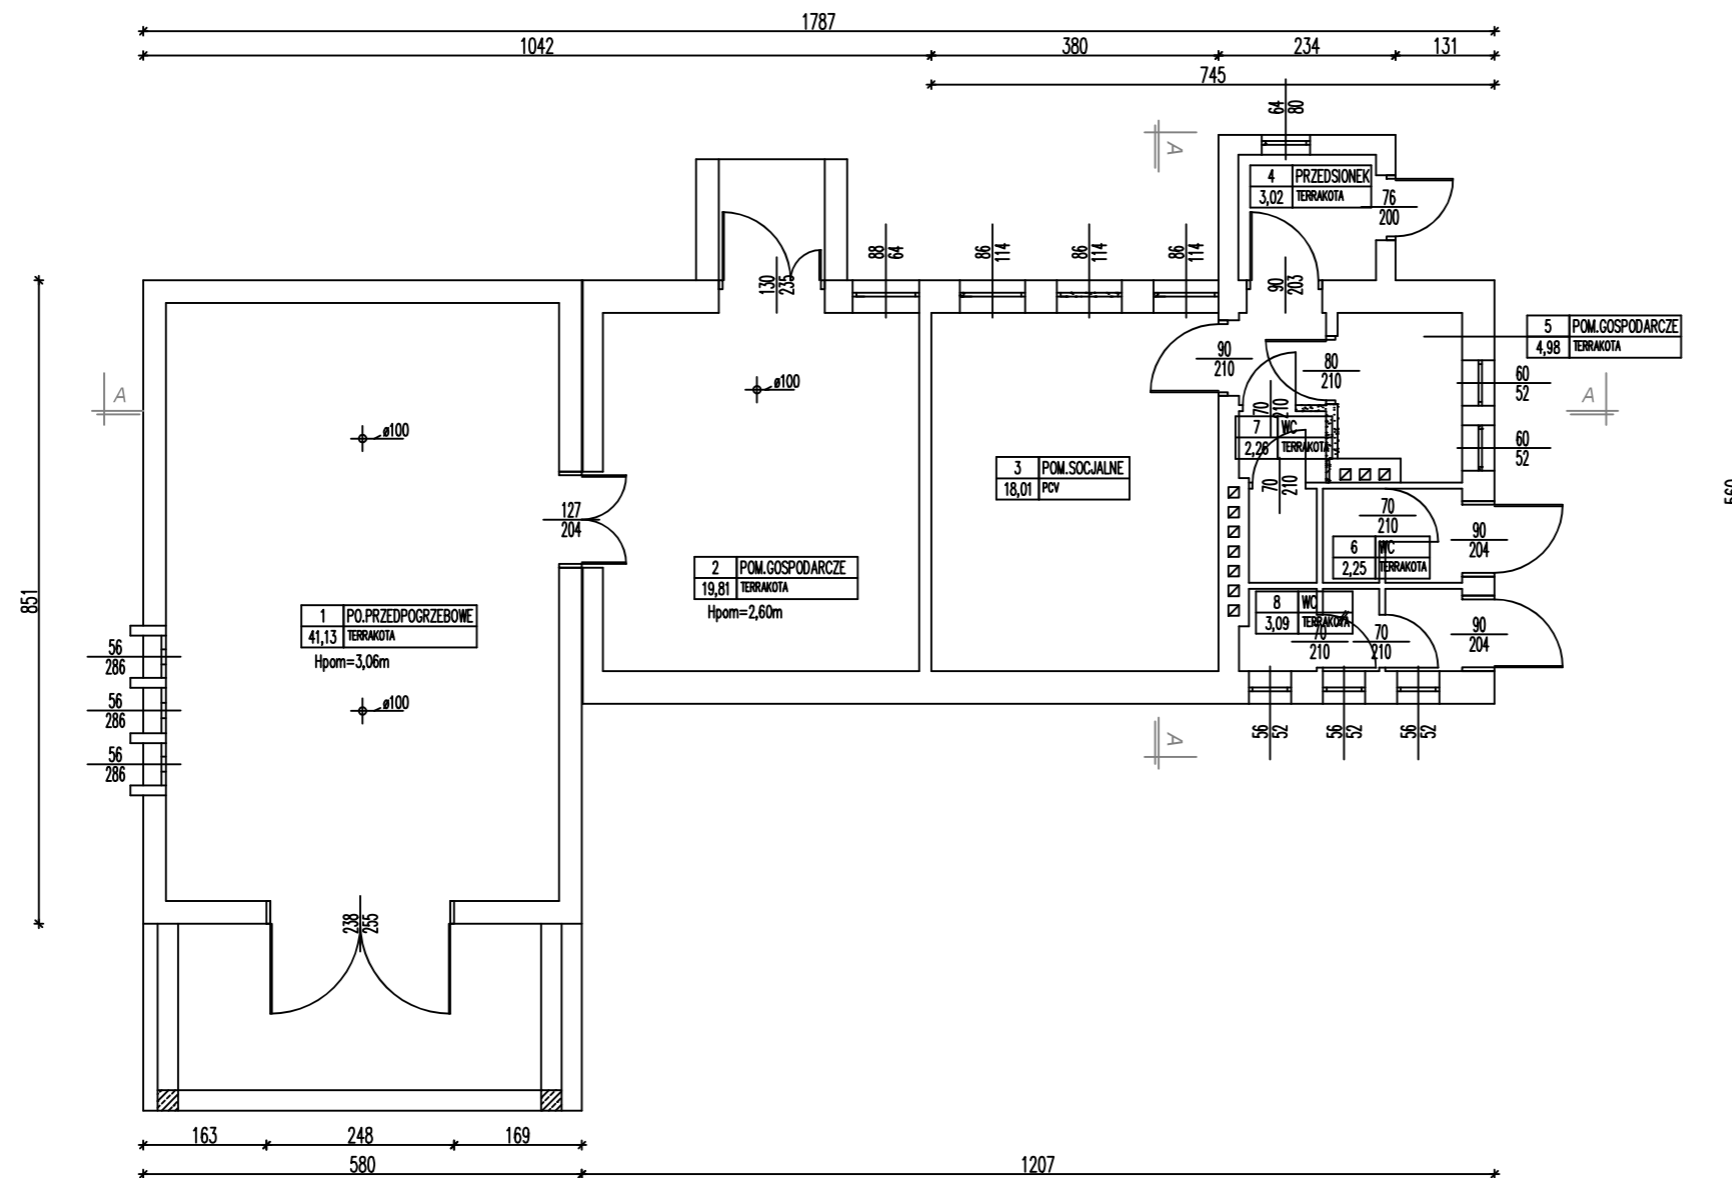 1787
1042 380 234 131
745
64
80
A
4 PRZEDSIONEK
3,02 TERRAKOTA
76
200
88
64
86
114
86
114
86
114
130
235
90
203
5 POM.GOSPODARCZE
4,98 TERRAKOTA
90
210
80
210
60
52
A
A
ø100
70
210
7 WC
2,26 TERRAKOTA
ø100
60
52
3 POM.SOCJALNE
18,01 PCV
70
210
560
127
204
70
210
90
204
6 WC
2,25 TERRAKOTA
2 POM.GOSPODARCZE
19,81 TERRAKOTA
Hpom=2,60m
851
1 PO.PRZEDPOGRZEBOWE
41,13 TERRAKOTA
Hpom=3,06m
8 WC
3,09 TERRAKOTA
70
210
70
210
90
204
56
286
56
286
56
286
ø100
56
52
56
52
56
52
A
238
255
163 248 169
580 1207